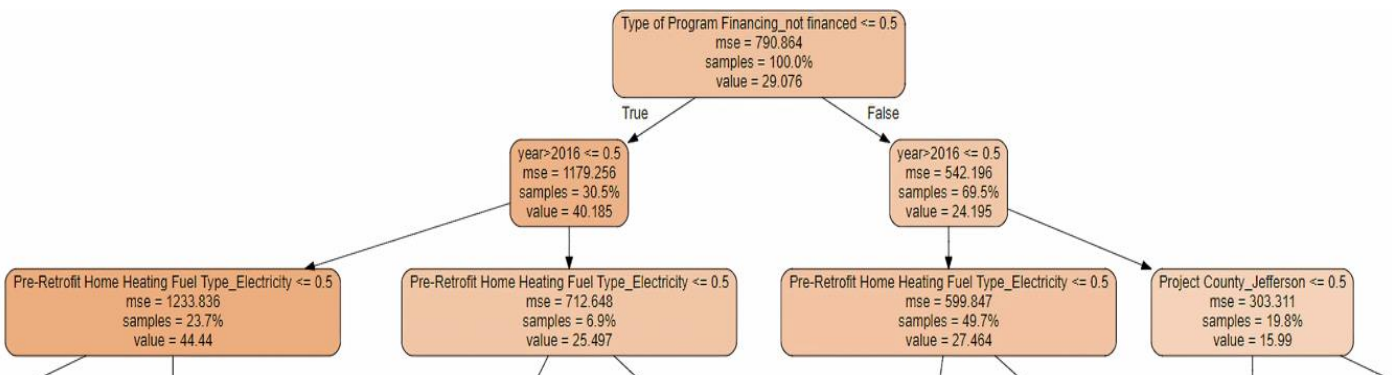 Type of Program Financing_not financed <= 0.5
mse = 790.864
samples = 100.0%
value = 29.076
True
False
year>2016 <= 0.5
mse = 1179.256
samples = 30.5%
value = 40.185
year>2016 <= 0.5
mse = 542.196
samples = 69.5%
value = 24.195
Pre-Retrofit Home Heating Fuel Type_Electricity <= 0.5
mse = 1233.836
samples = 23.7%
value = 44.44
Pre-Retrofit Home Heating Fuel Type_Electricity <= 0.5
mse = 712.648
samples = 6.9%
value = 25.497
Pre-Retrofit Home Heating Fuel Type_Electricity <= 0.5
mse = 599.847
samples = 49.7%
value = 27.464
Project County_Jefferson <= 0.5
mse = 303.311
samples = 19.8%
value = 15.99